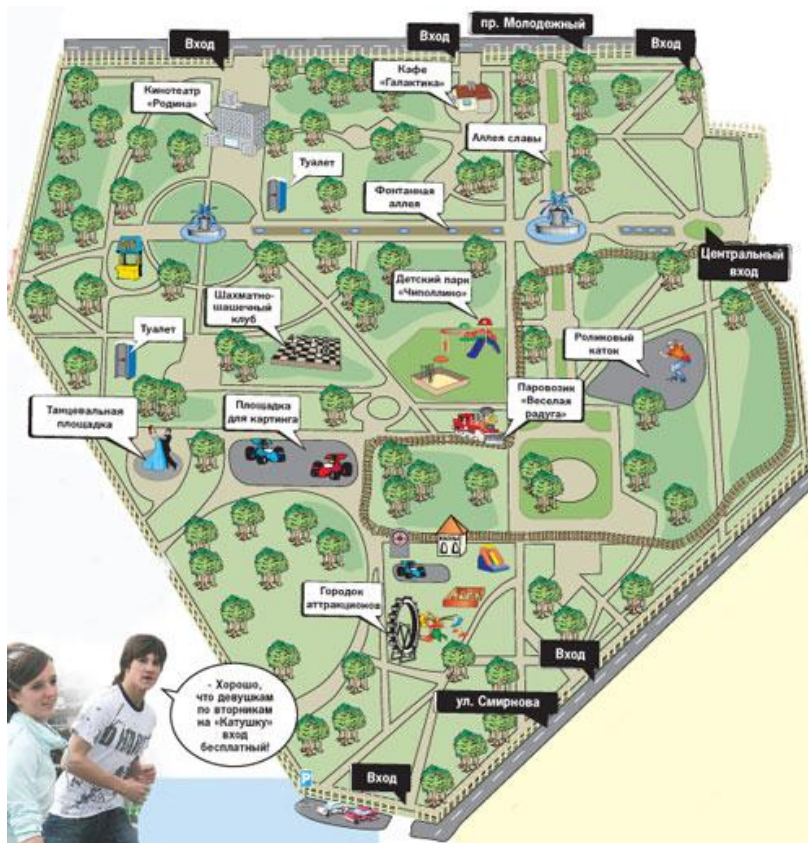 пр. Молодежный
Вход
Вход
Вход
Кинотеатр
«Родина»
Кафе
«Галактика»
Аллея славы
Туалет
Фонтанная
аллея
Центральный
вход
Детский парк
«Чиполлино»
Шахматно-
шашечный
клуб
Туалет
Роликовый
каток
Танцевальная
площадка
Площадка
для картинга
Паровозик
«Веселая
радуга»
Городок
аттракционов
Вход
ул. Смирнова
- Хорошо,
что девушкам
по вторникам
на «Катушку»
вход
бесплатный!
Вход
P